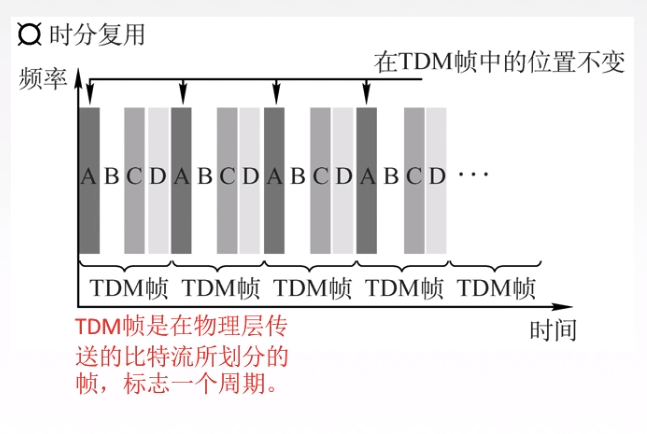 ¤ 时分复用
在TDM帧中的位置不变
频率
A B C D A B C D A B C D A B C D ···
TDM帧 TDM帧 TDM帧 TDM帧 TDM帧
时间
TDM帧是在物理层传
送的比特流所划分的
帧，标志一个周期。